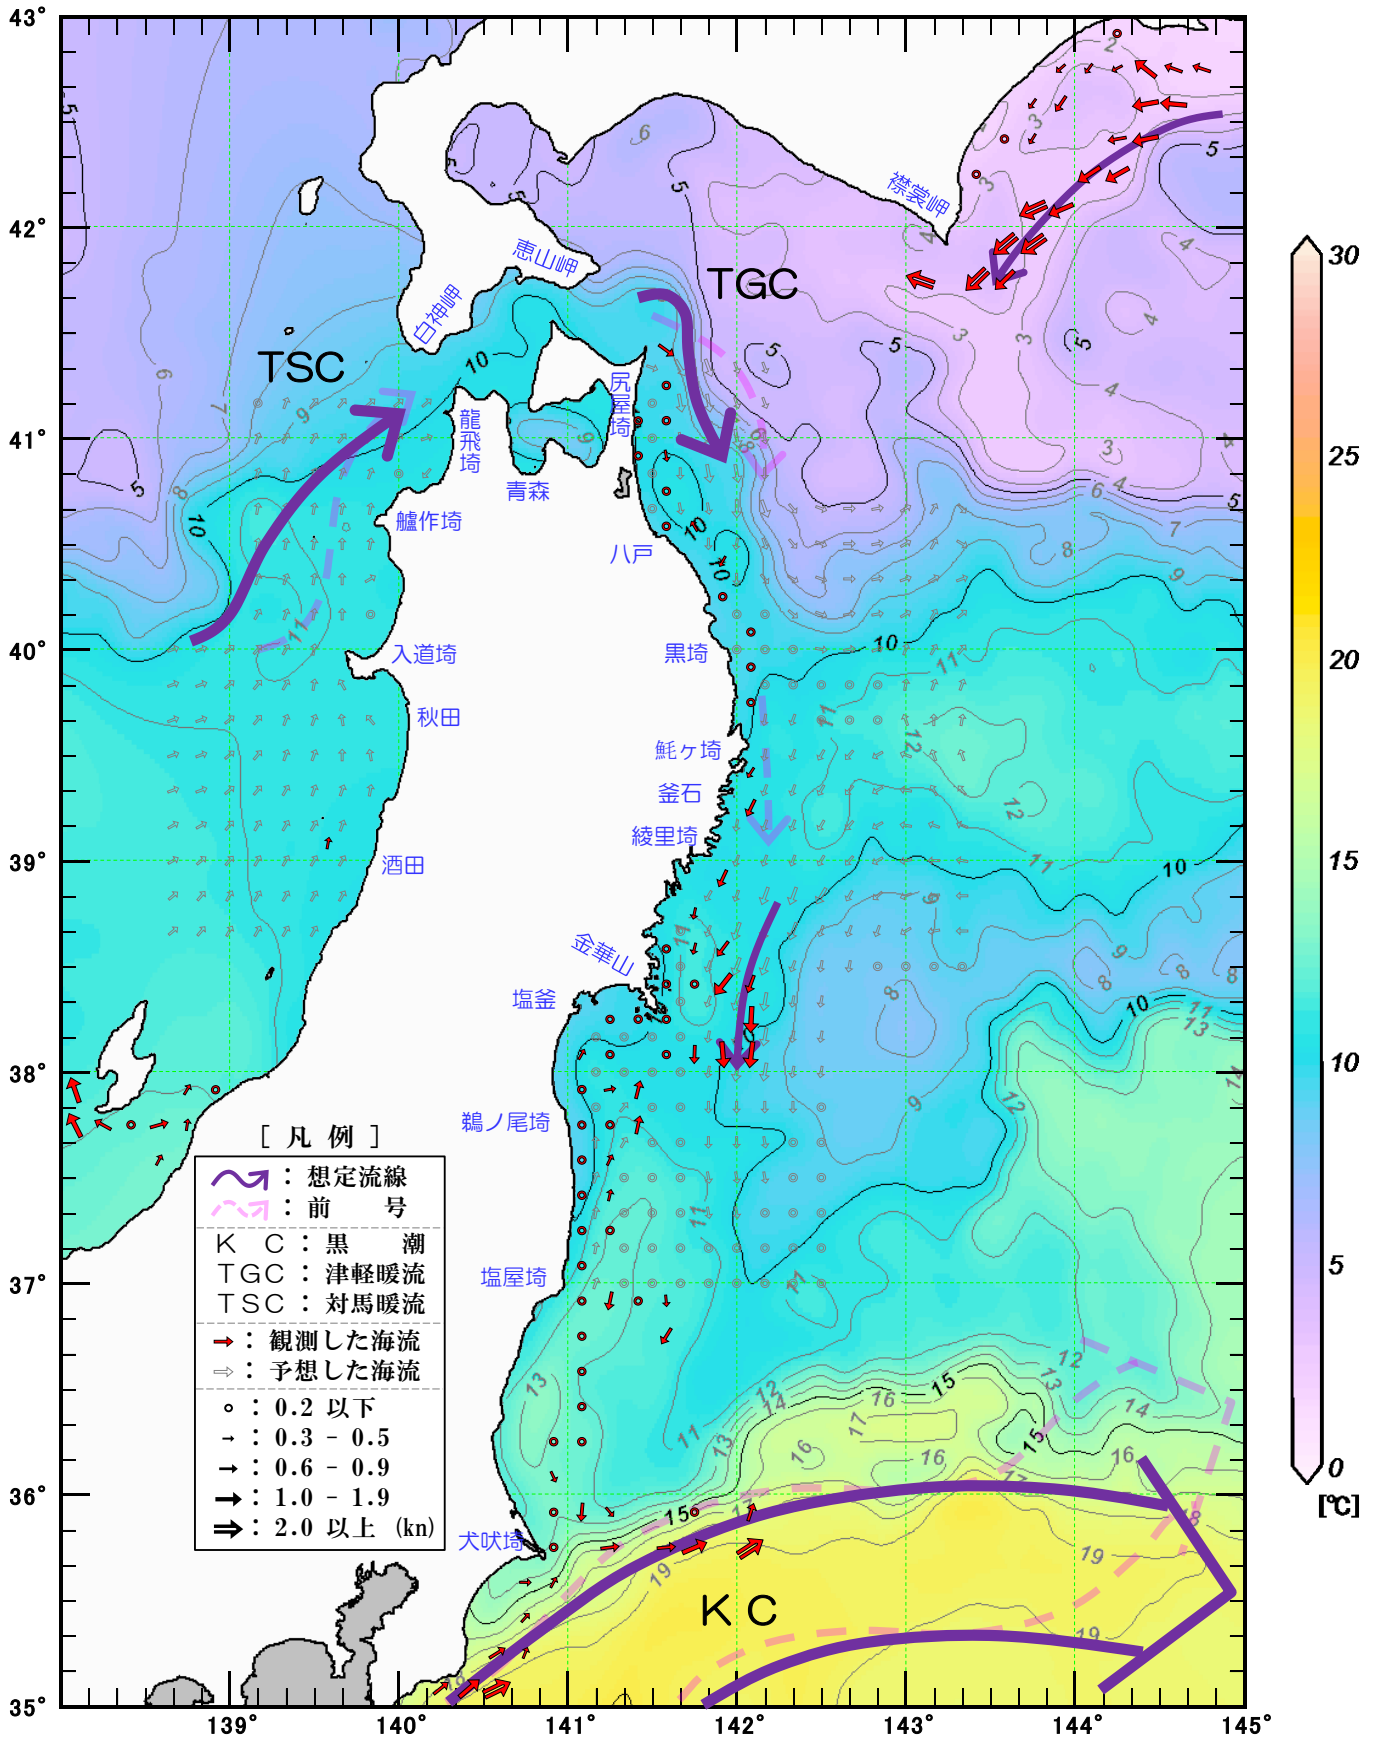 43°
42°
41°
40°
39°
38°
37°
36°
35°
139°
140°
141°
142°
143°
144°
145°
TSC
TGC
KC
襟裳岬
恵山岬
白神岬
龍飛埼
尻屋埼
青森
艫作埼
八戸
入道埼
黒埼
秋田
魹ヶ埼
釜石
綾里埼
酒田
金華山
塩釜
鵜ノ尾埼
塩屋埼
犬吠埼
[ 凡 例 ]
: 想定流線
: 前 号
K C : 黒 潮
TGC : 津軽暖流
TSC : 対馬暖流
: 観測した海流
: 予想した海流
: 0.2 以下
: 0.3 - 0.5
: 0.6 - 0.9
: 1.0 - 1.9
: 2.0 以上 (kn)
30
25
20
15
10
5
0
[℃]